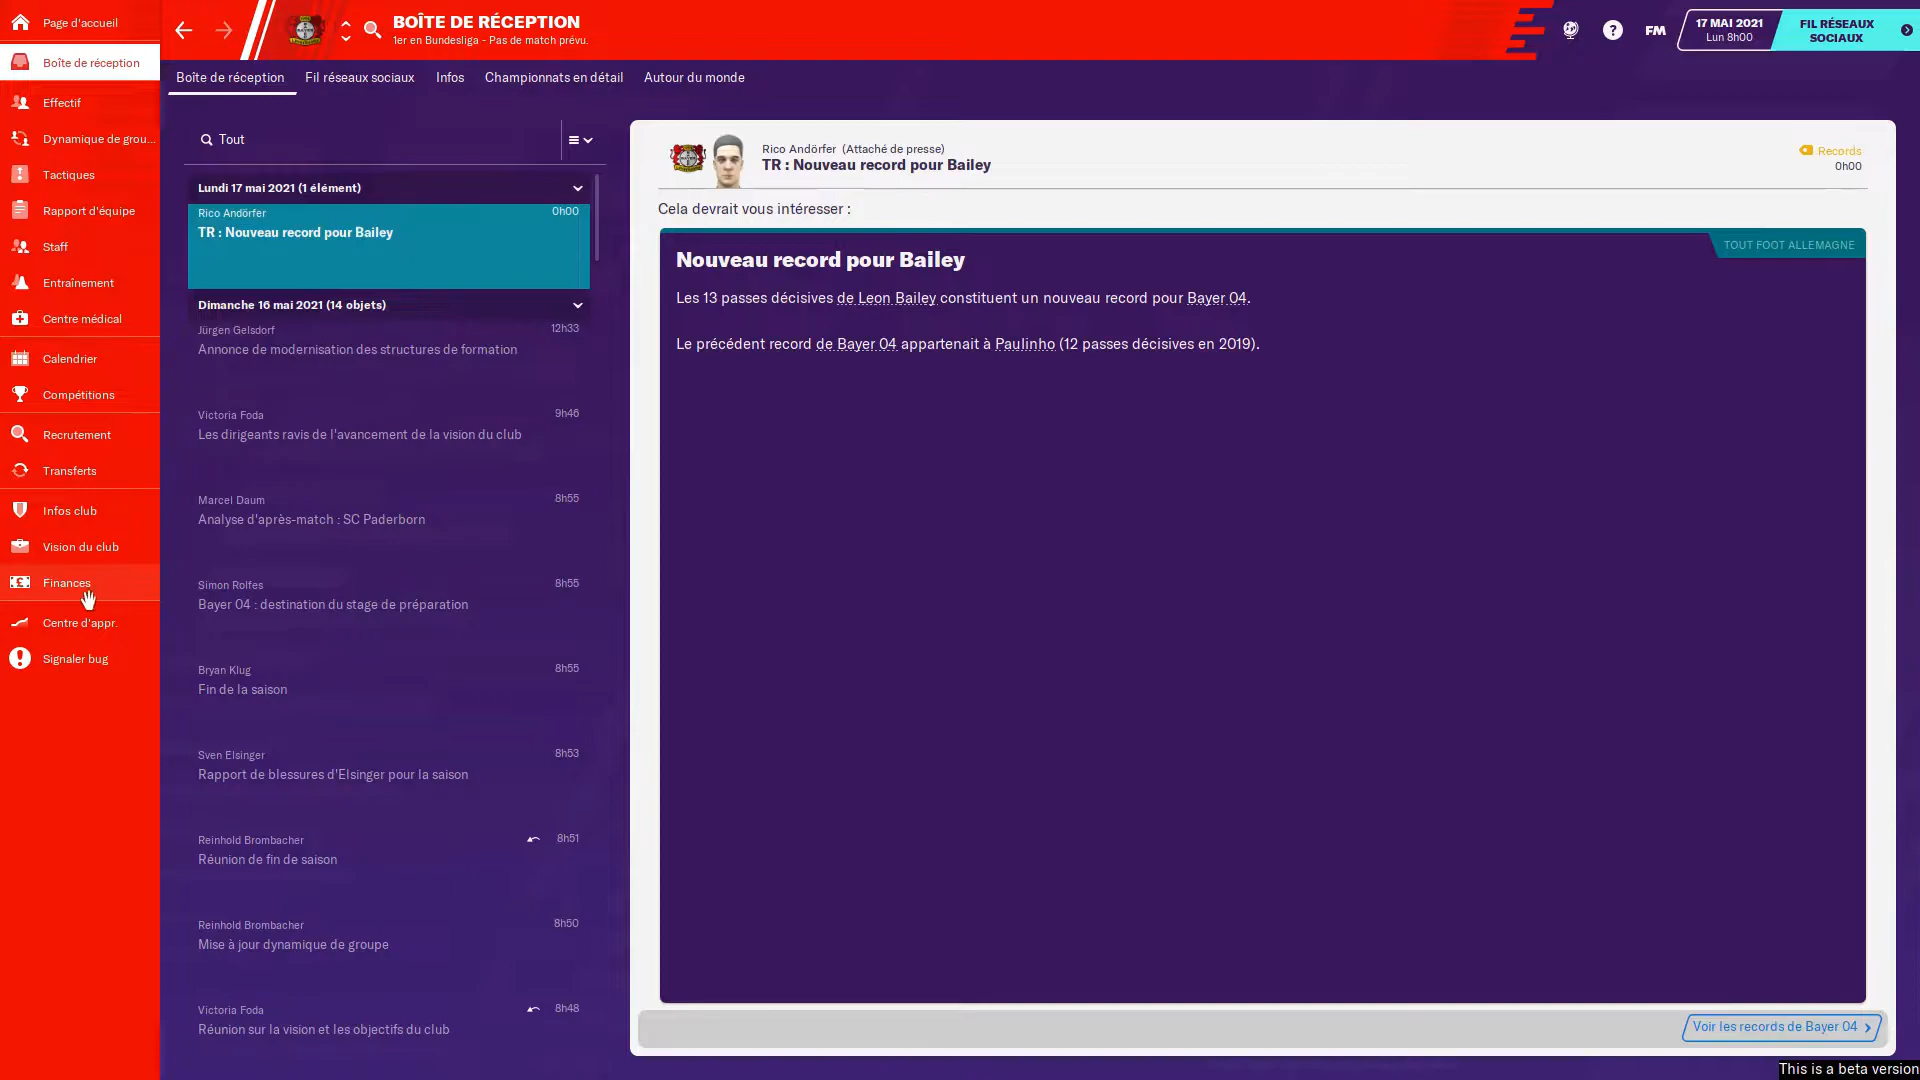 Page d'accueil
Boîte de réception
Effectif
Dynamique de grou...
Tactiques
Rapport d'équipe
Staff
Entraînement
Centre médical
Calendrier
Compétitions
Recrutement
Transferts
Infos club
Vision du club
Finances
Centre d'appr.
Signaler bug
BOÎTE DE RÉCEPTION
1er en Bundesliga - Pas de match prévu.
FM
17 MAI 2021
Lun 8h00
FIL RÉSEAUX
SOCIAUX
Boîte de réception
Fil réseaux sociaux
Infos
Championnats en détail
Autour du monde
Tout
Lundi 17 mai 2021 (1 élément)
Rico Andörfer 0h00
TR : Nouveau record pour Bailey
Dimanche 16 mai 2021 (14 objets)
Jürgen Gelsdorf 12h33
Annonce de modernisation des structures de formation
Victoria Foda 9h46
Les dirigeants ravis de l'avancement de la vision du club
Marcel Daum 8h55
Analyse d'après-match : SC Paderborn
Simon Rolfes 8h55
Bayer 04 : destination du stage de préparation
Bryan Klug 8h55
Fin de la saison
Sven Elsinger 8h53
Rapport de blessures d'Elsinger pour la saison
Reinhold Brombacher 8h51
Réunion de fin de saison
Reinhold Brombacher 8h50
Mise à jour dynamique de groupe
Victoria Foda 8h48
Réunion sur la vision et les objectifs du club
Rico Andörfer (Attaché de presse)
TR : Nouveau record pour Bailey
Records
0h00
Cela devrait vous intéresser :
TOUT FOOT ALLEMAGNE
Nouveau record pour Bailey
Les 13 passes décisives de Leon Bailey constituent un nouveau record pour Bayer 04.
Le précédent record de Bayer 04 appartenait à Paulinho (12 passes décisives en 2019).
Voir les records de Bayer 04
This is a beta version